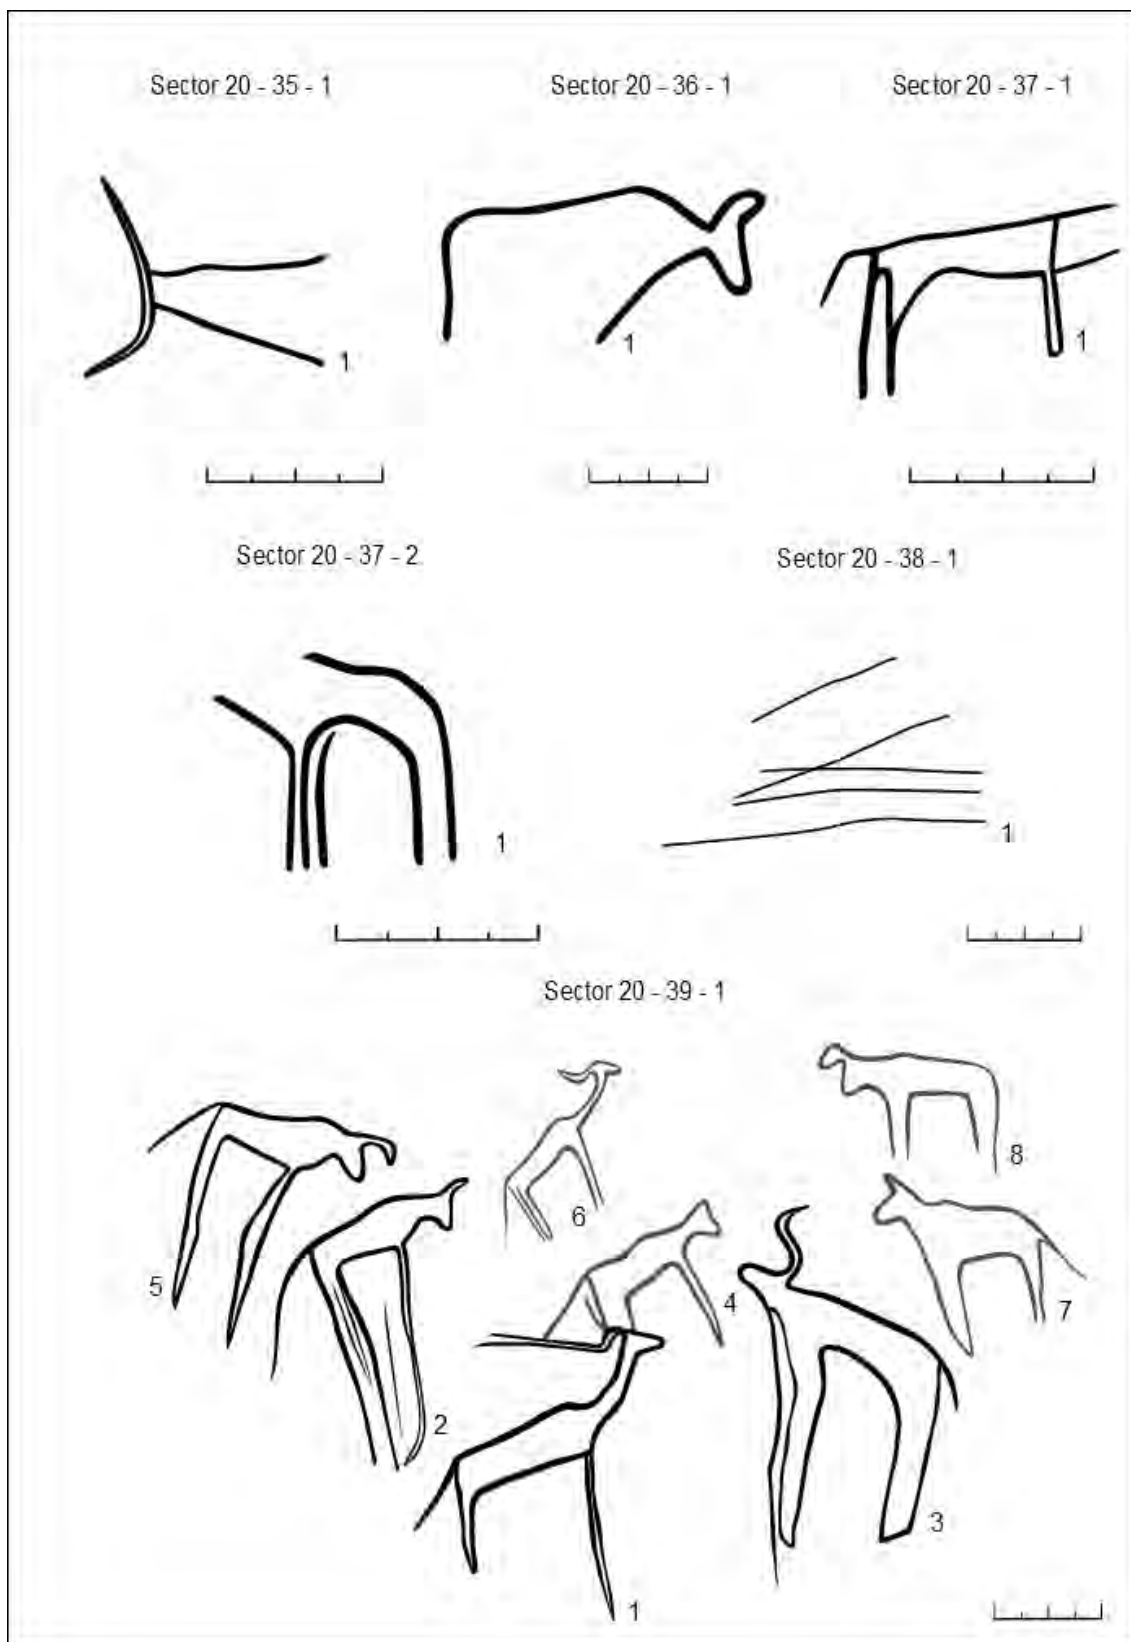 Sector 20 - 35 - 1
Sector 20 - 36 - 1
Sector 20 - 37 - 1
1
1
1
Sector 20 - 37 - 2
Sector 20 - 38 - 1
1
1
Sector 20 - 39 - 1
8
6
5
4
7
2
3
1